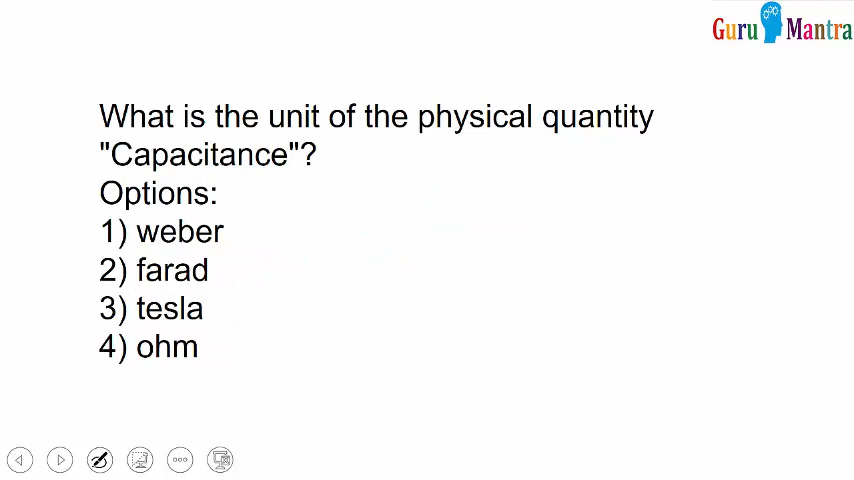 Guru Mantra
What is the unit of the physical quantity
"Capacitance"?
Options:
1) weber
2) farad
3) tesla
4) ohm